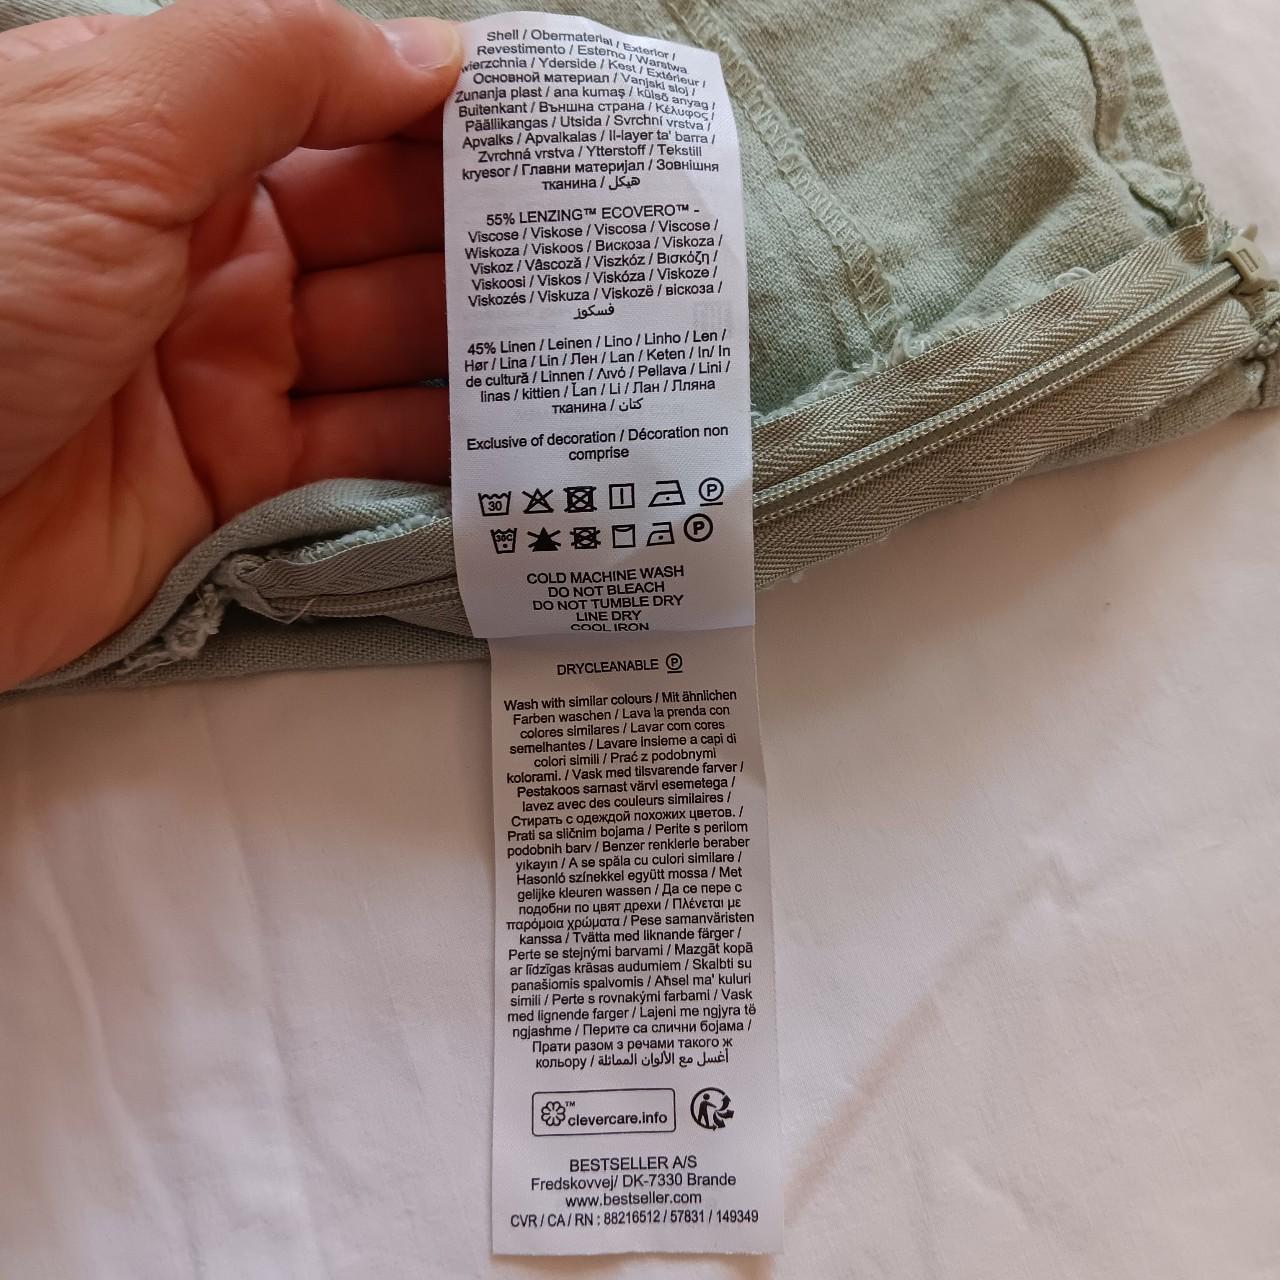 Shell / Obermaterial / Exterior /
Revestimento / Esterno / Warstwa
wierzchnia / Yderside / Kest / Extérieur /
Основной материал / Vanjski sloj /
Zunanja plast / ana kumaş / külső anyag /
Buitenkant / Външна страна / Κέλυφος /
Päällikangas / Utsida / Svrchní vrstva /
Apvalks / Apvalkalas / Il-layer ta' barra /
Zvrchná vrstva / Ytterstoff / Tekstill
kryesor / Главни материјал / Зовнішня
тканина / هيكل
55% LENZING™ ECOVERO™ -
Viscose / Viskose / Viscosa / Viscose /
Wiskoza / Viskoos / Вискоза / Viskoza /
Viskoz / Vâscoză / Viszkóz / Βισκόζη /
Viskoosi / Viskos / Viskóza / Viskoze /
Viskozés / Viskuza / Viskozë / віскоза /
فسكوز
45% Linen / Leinen / Lino / Linho / Len /
Hør / Lina / Lin / Лен / Lan / Keten / In/ In
de cultură / Linnen / Λινό / Pellava / Lini /
linas / kittien / Ľan / Li / Лан / Лляна
тканина / كتان
Exclusive of decoration / Décoration non
comprise
30 P
30C P
COLD MACHINE WASH
DO NOT BLEACH
DO NOT TUMBLE DRY
LINE DRY
COOL IRON
DRYCLEANABLE P
Wash with similar colours / Mit ähnlichen
Farben waschen / Lava la prenda con
colores similares / Lavar com cores
semelhantes / Lavare insieme a capi di
colori simili / Prać z podobnymi
kolorami. / Vask med tilsvarende farver /
Pestakoos sarnast värvi esemetega /
lavez avec des couleurs similaires /
Стирать с одеждой похожих цветов. /
Prati sa sličnim bojama / Perite s perilom
podobnih barv / Benzer renklerle beraber
yıkayın / A se spăla cu culori similare /
Hasonló színekkel együtt mossa / Met
gelijke kleuren wassen / Да се пере с
подобни по цвят дрехи / Πλένεται με
παρόμοια χρώματα / Pese samanväristen
kanssa / Tvätta med liknande färger /
Perte se stejnými barvami / Mazgāt kopā
ar līdzīgas krāsas audumiem / Skalbti su
panašiomis spalvomis / Aħsel ma' kuluri
simili / Perte s rovnakými farbami / Vask
med lignende farger / Lajeni me ngjyra të
ngjashme / Перите са слични бојама /
Прати разом з речами такого ж
кольору / أغسل مع الألوان المماثلة
™ clevercare.info
BESTSELLER A/S
Fredskovvej/ DK-7330 Brande
www.bestseller.com
CVR / CA / RN : 88216512 / 57831 / 149349